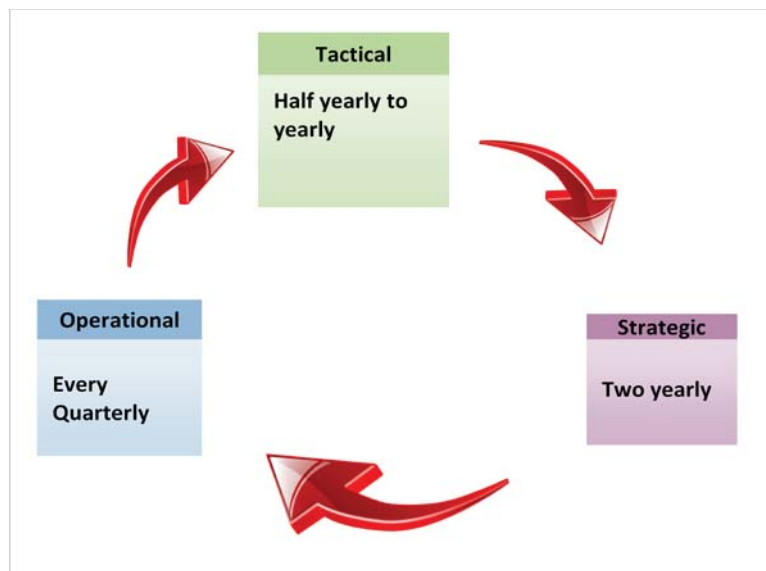 Tactical
Half yearly to
yearly
Operational
Every
Quarterly
Strategic
Two yearly